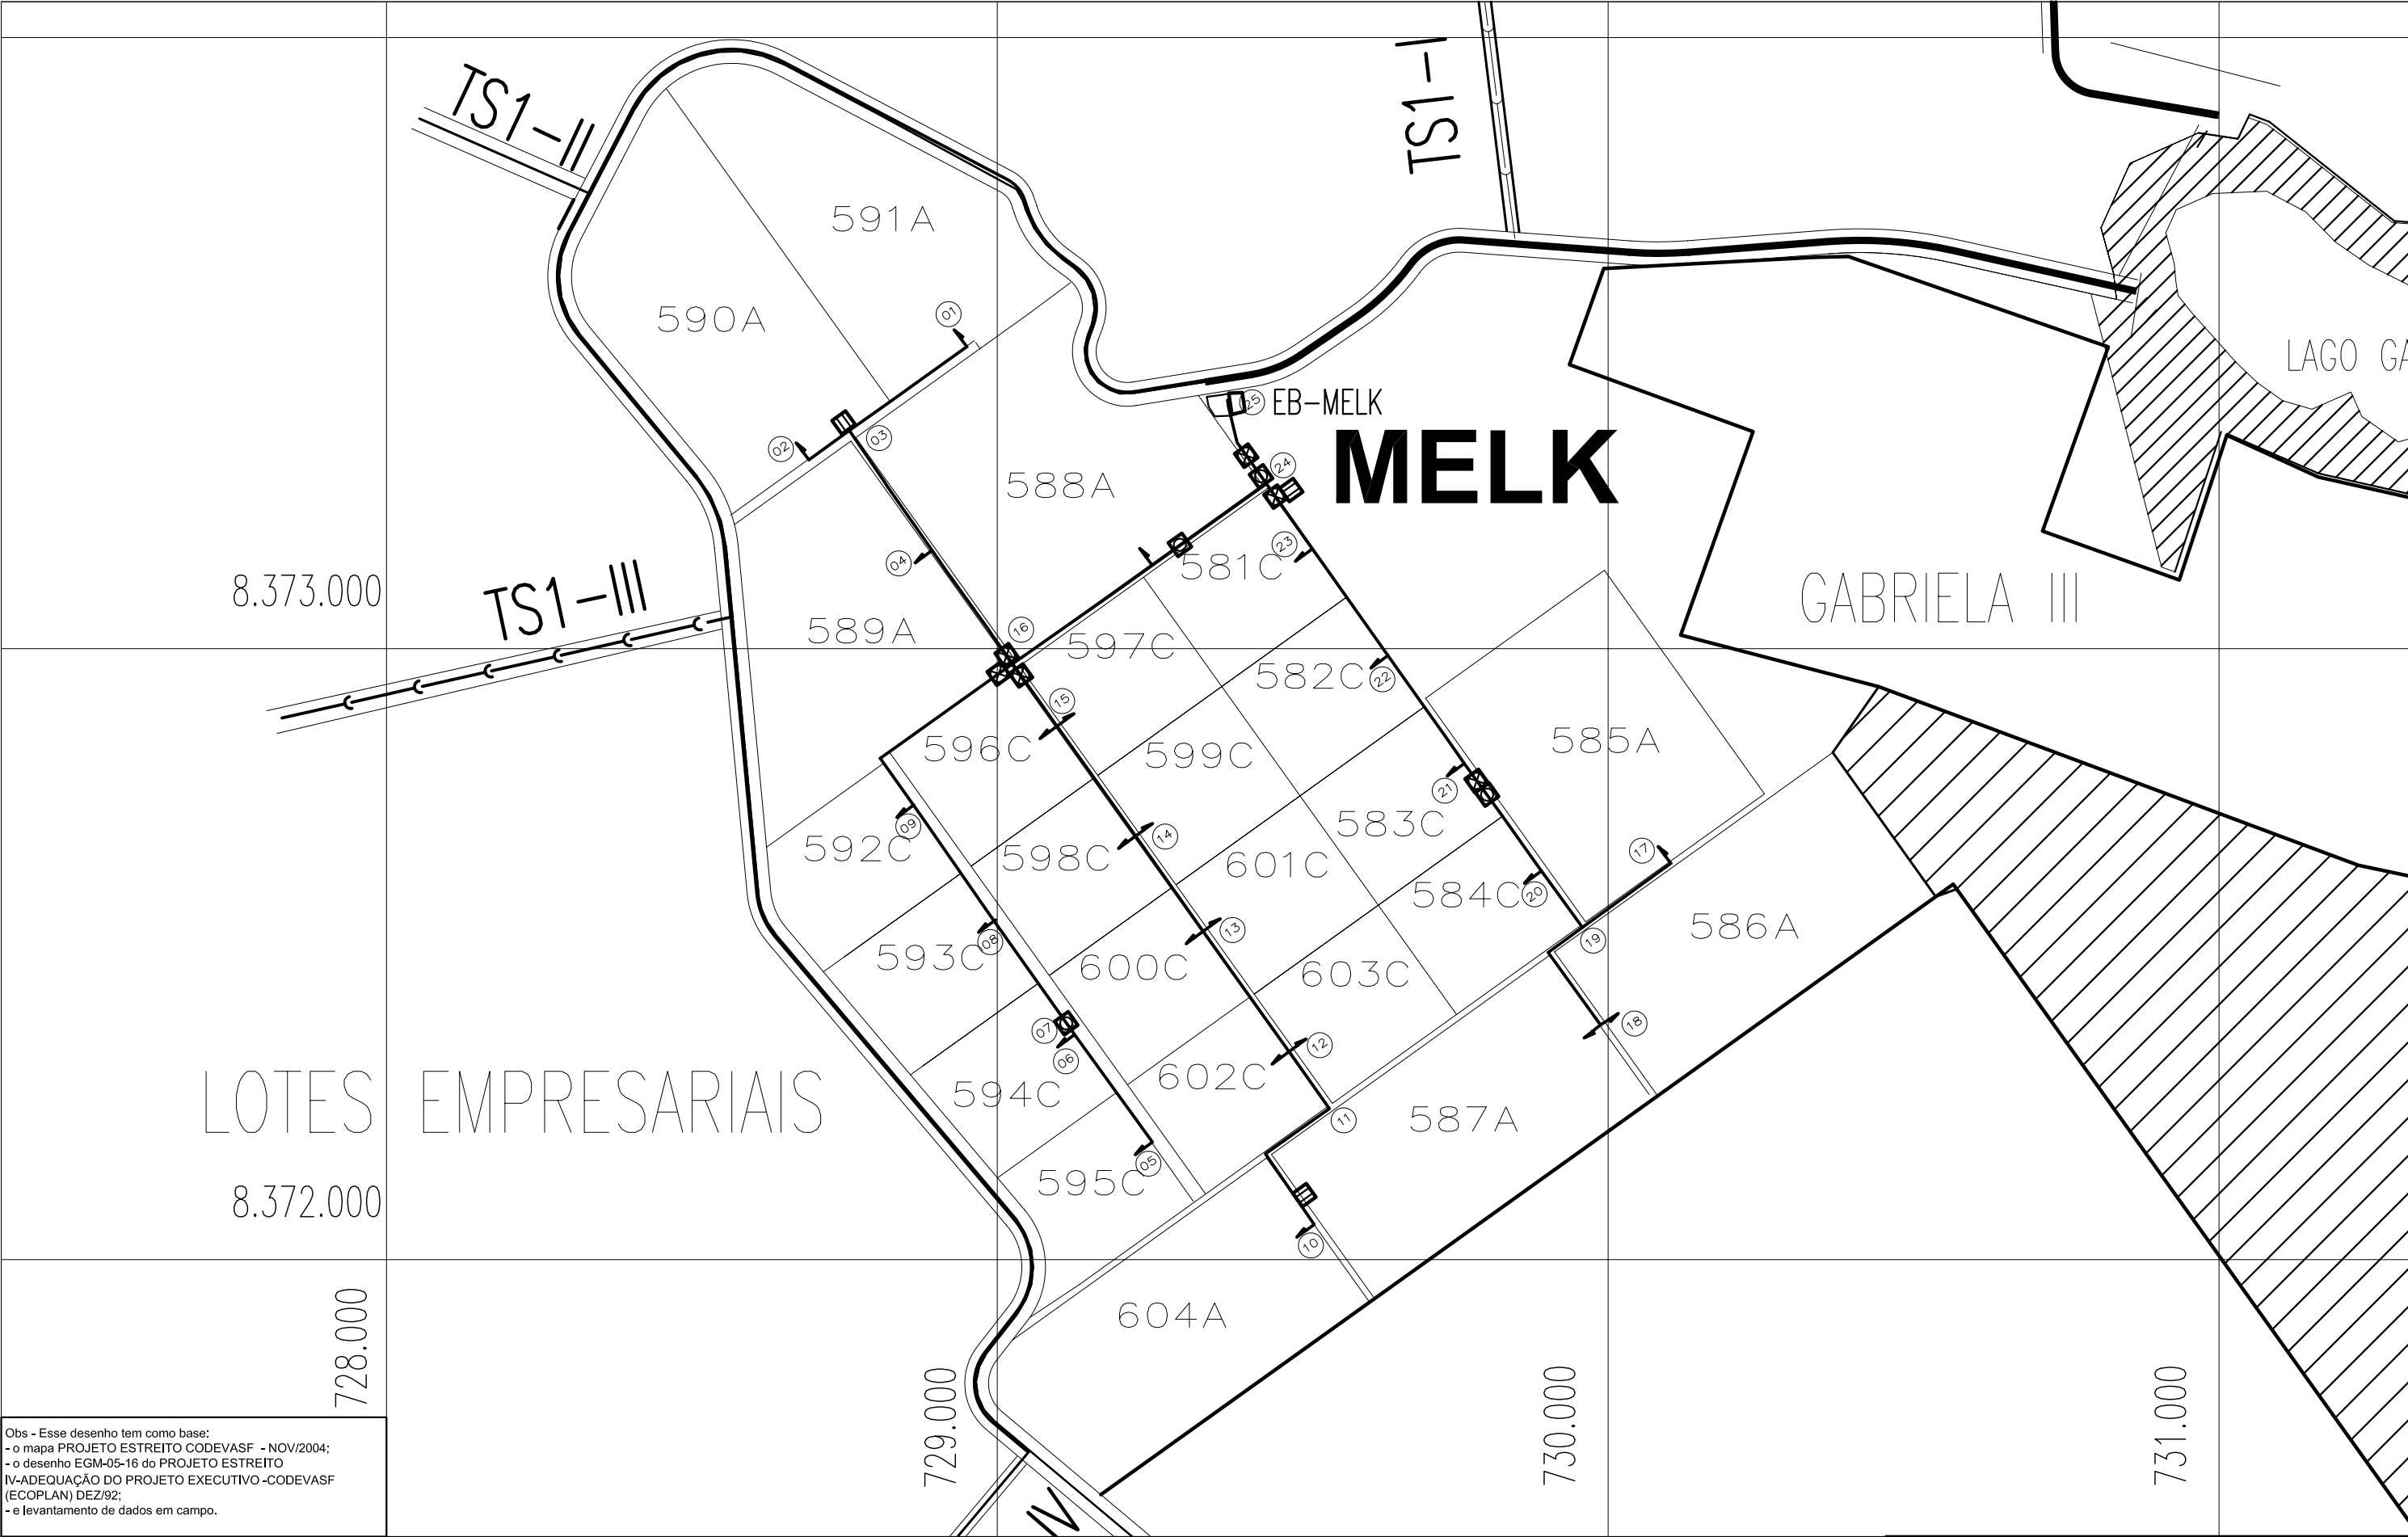 TS1-II
TS1-I
591A
590A
01
LAGO GA
EB-MELK
25
02
03
MELK
24
588A
04
23
581C
8.373.000
TS1-III
GABRIELA III
589A
16
597C
582C
22
15
596C
599C
585A
21
09
592C
598C
14
583C
601C
17
584C
20
593C
08
13
586A
600C
603C
19
07
06
12
18
594C
602C
587A
11
LOTES EMPRESARIAIS
595C
05
8.372.000
10
604A
728.000
729.000
730.000
731.000
Obs - Esse desenho tem como base:
- o mapa PROJETO ESTREITO CODEVASF - NOV/2004;
- o desenho EGM-05-16 do PROJETO ESTREITO
IV-ADEQUAÇÃO DO PROJETO EXECUTIVO -CODEVASF
(ECOPLAN) DEZ/92;
- e levantamento de dados em campo.